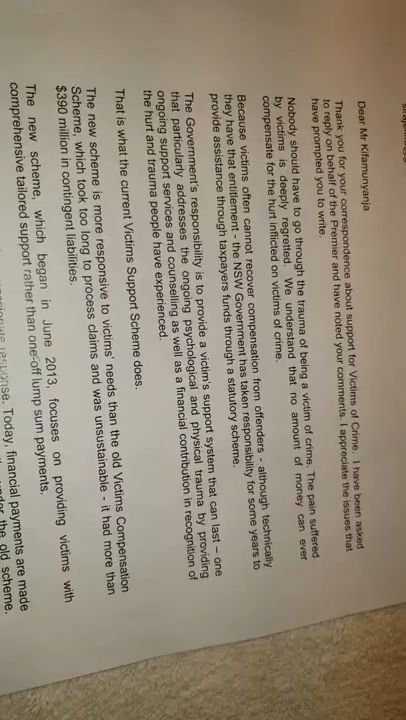 Dear Mr Kifamunyanja
Thank you for your correspondence about support for Victims of Crime. I have been asked
to reply on behalf of the Premier and have noted your comments. I appreciate the issues that
have prompted you to write.
Nobody should have to go through the trauma of being a victim of crime. The pain suffered
by victims is deeply regretted. We understand that no amount of money can ever
compensate for the hurt inflicted on victims of crime.
Because victims often cannot recover compensation from offenders - although technically
they have that entitlement - the NSW Government has taken responsibility for some years to
provide assistance through taxpayers funds through a statutory scheme.
The Government's responsibility is to provide a victim's support system that can last – one
that particularly addresses the ongoing psychological and physical trauma by providing
ongoing support services and counselling as well as a financial contribution in recognition of
the hurt and trauma people have experienced.
That is what the current Victims Support Scheme does.
The new scheme is more responsive to victims' needs than the old Victims Compensation
Scheme, which took too long to process claims and was unsustainable - it had more than
$390 million in contingent liabilities.
The new scheme, which began in June 2013, focuses on providing victims with
comprehensive tailored support rather than one-off lump sum payments.
response. Today, financial payments are made
under the old scheme.